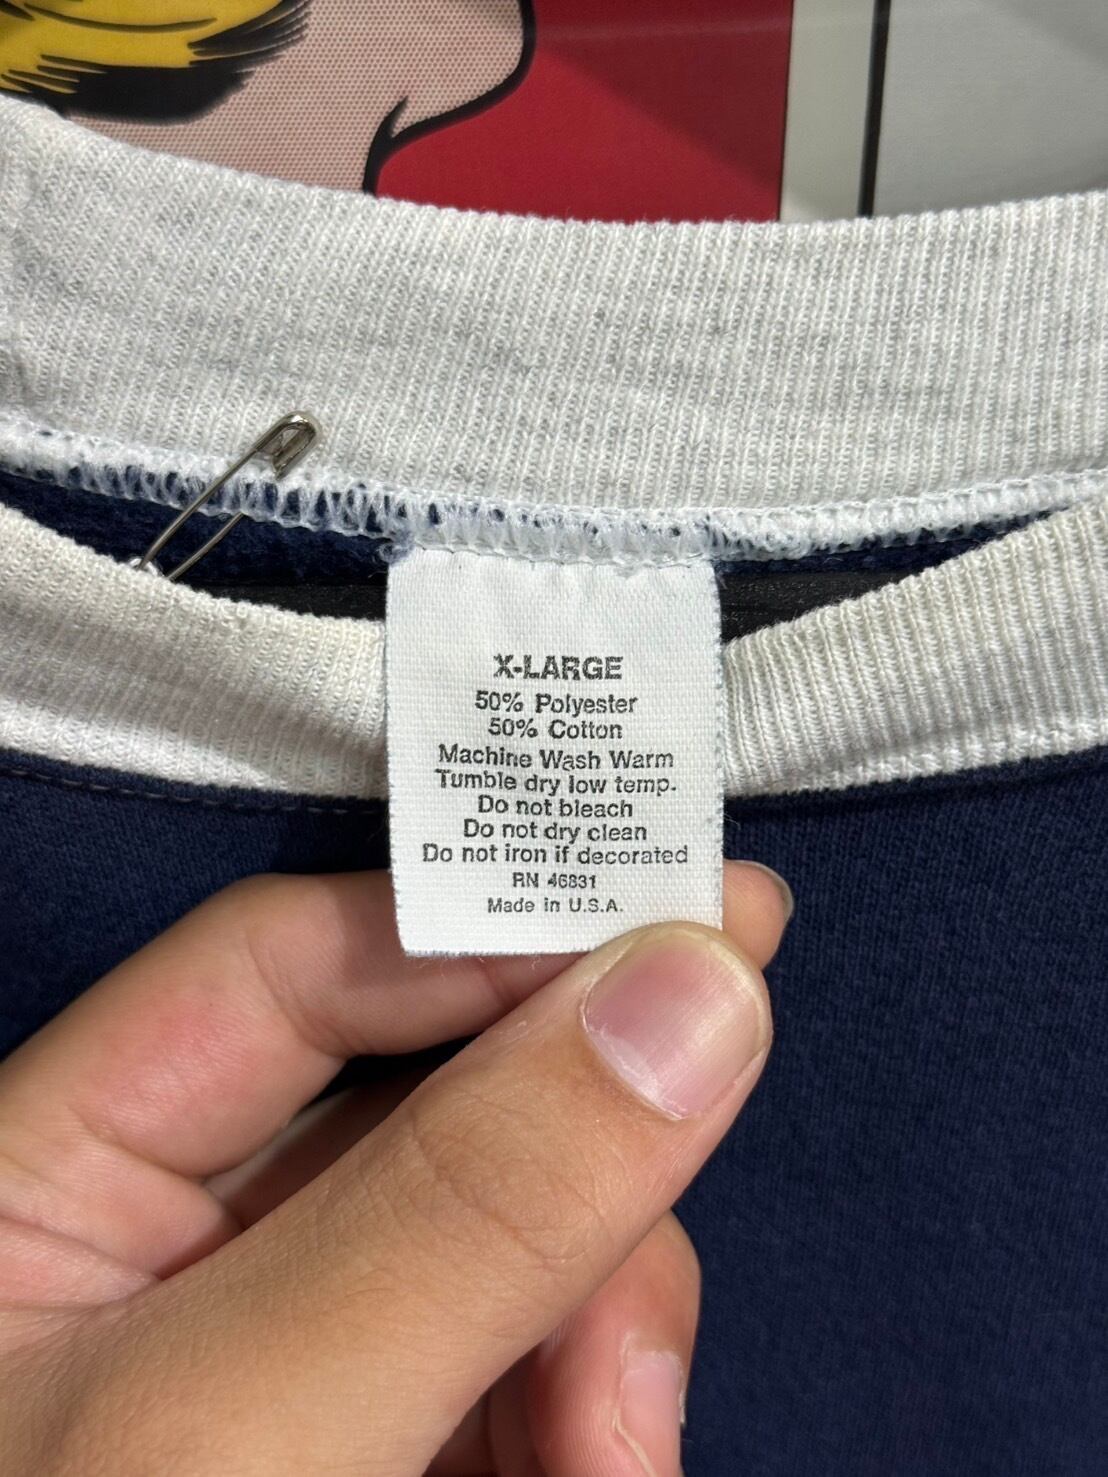 X-LARGE
50% Polyester
50% Cotton
Machine Wash Warm
Tumble dry low temp.
Do not bleach
Do not dry clean
Do not iron if decorated
RN 46831
Made in U.S.A.